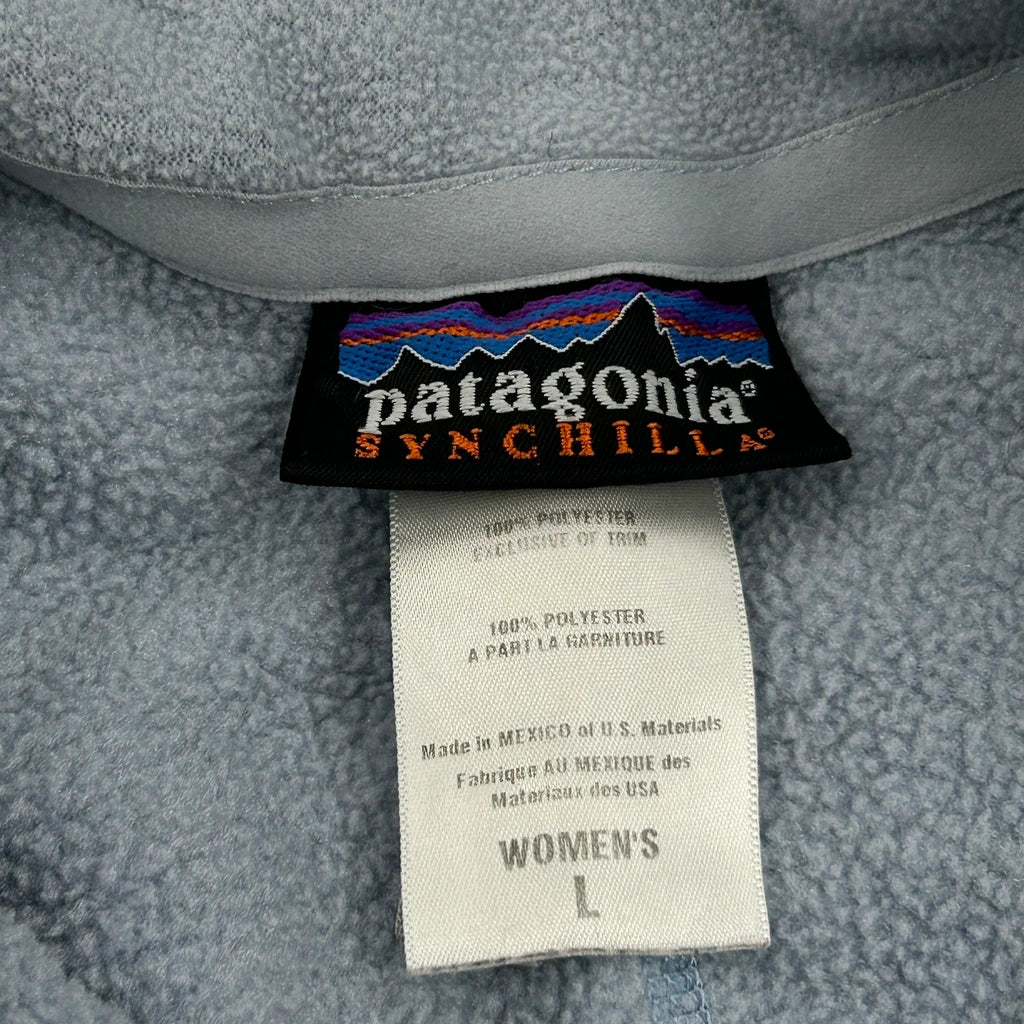 patagonia®
SYNCHILLA®
100% POLYESTER
EXCLUSIVE OF TRIM
100% POLYESTER
A PART LA GARNITURE
Made in MEXICO of U.S. Materials
Fabrique AU MEXIQUE des
Materiaux des USA
WOMEN'S
L